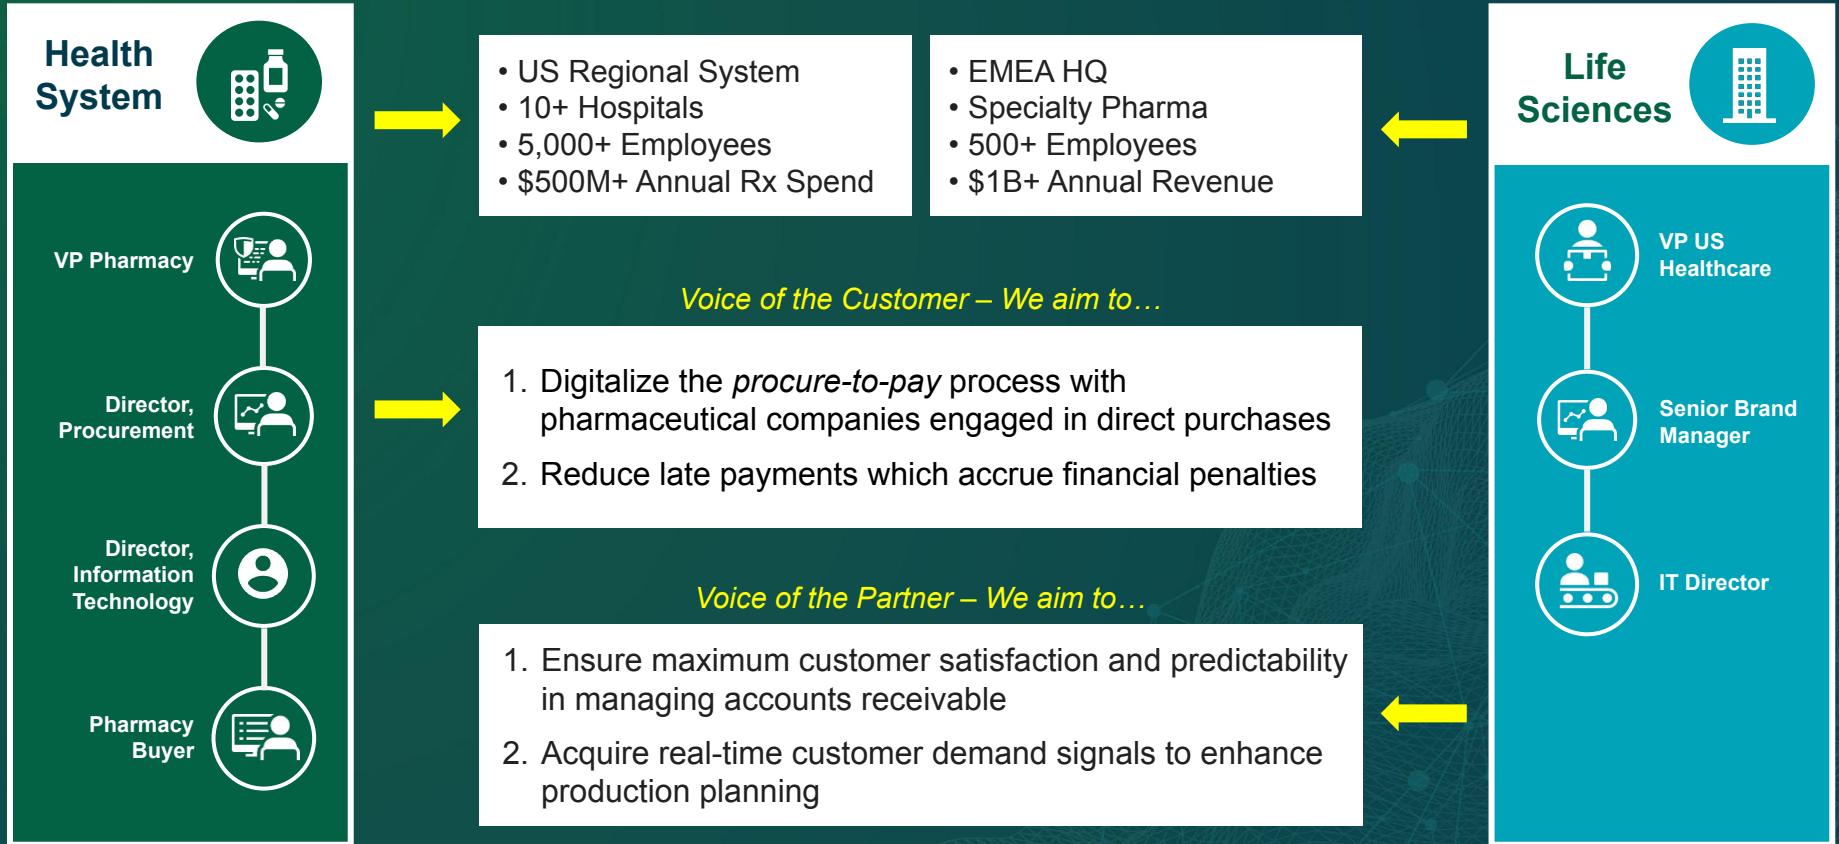 Health
System
VP Pharmacy
Director,
Procurement
Director,
Information
Technology
Pharmacy
Buyer
• US Regional System
• 10+ Hospitals
• 5,000+ Employees
• $500M+ Annual Rx Spend
• EMEA HQ
• Specialty Pharma
• 500+ Employees
• $1B+ Annual Revenue
Voice of the Customer – We aim to…
1. Digitalize the procure-to-pay process with
pharmaceutical companies engaged in direct purchases
2. Reduce late payments which accrue financial penalties
Voice of the Partner – We aim to…
1. Ensure maximum customer satisfaction and predictability
in managing accounts receivable
2. Acquire real-time customer demand signals to enhance
production planning
Life
Sciences
VP US
Healthcare
Senior Brand
Manager
IT Director